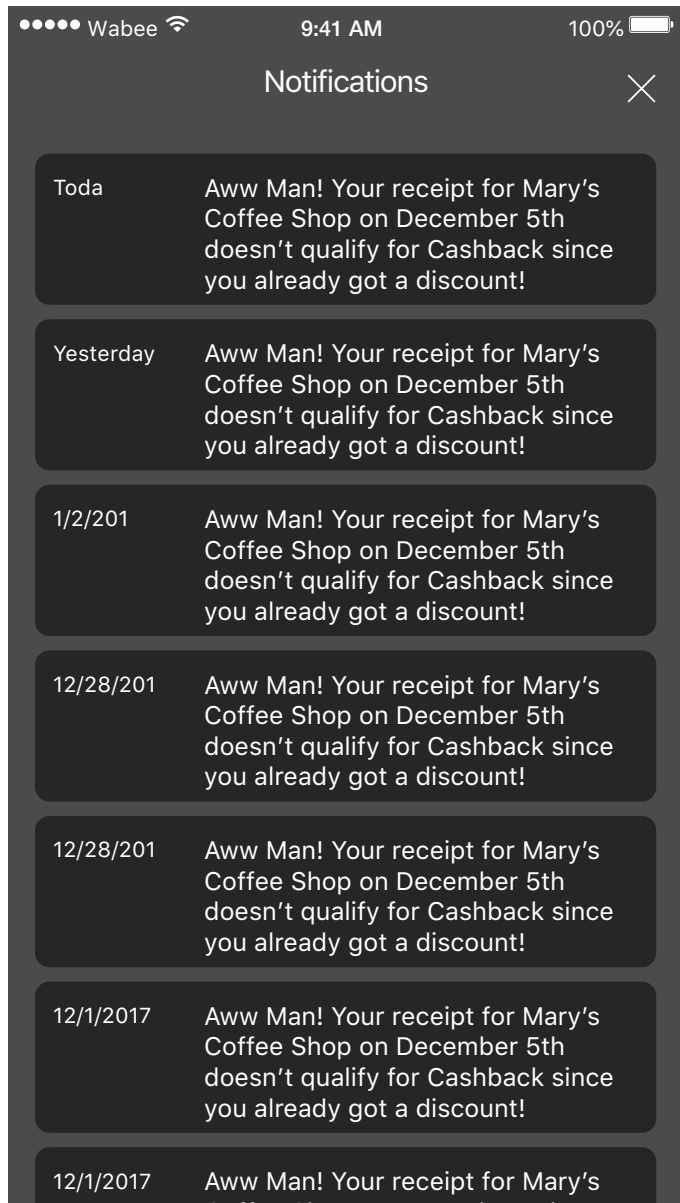 Wabee 9:41 AM 100%
Notifications
Toda Aww Man! Your receipt for Mary’s
Coffee Shop on December 5th
doesn’t qualify for Cashback since
you already got a discount!
Yesterday Aww Man! Your receipt for Mary’s
Coffee Shop on December 5th
doesn’t qualify for Cashback since
you already got a discount!
1/2/201 Aww Man! Your receipt for Mary’s
Coffee Shop on December 5th
doesn’t qualify for Cashback since
you already got a discount!
12/28/201 Aww Man! Your receipt for Mary’s
Coffee Shop on December 5th
doesn’t qualify for Cashback since
you already got a discount!
12/28/201 Aww Man! Your receipt for Mary’s
Coffee Shop on December 5th
doesn’t qualify for Cashback since
you already got a discount!
12/1/2017 Aww Man! Your receipt for Mary’s
Coffee Shop on December 5th
doesn’t qualify for Cashback since
you already got a discount!
12/1/2017 Aww Man! Your receipt for Mary’s